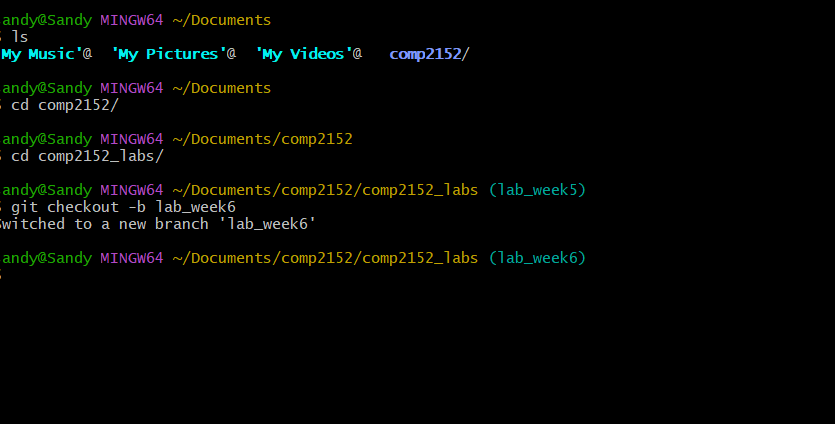 andy@Sandy MINGW64 ~/Documents
$ ls
My Music'@  'My Pictures'@  'My Videos'@   comp2152/
andy@Sandy MINGW64 ~/Documents
$ cd comp2152/
andy@Sandy MINGW64 ~/Documents/comp2152
$ cd comp2152_labs/
andy@Sandy MINGW64 ~/Documents/comp2152/comp2152_labs (lab_week5)
$ git checkout -b lab_week6
Switched to a new branch 'lab_week6'
andy@Sandy MINGW64 ~/Documents/comp2152/comp2152_labs (lab_week6)
$